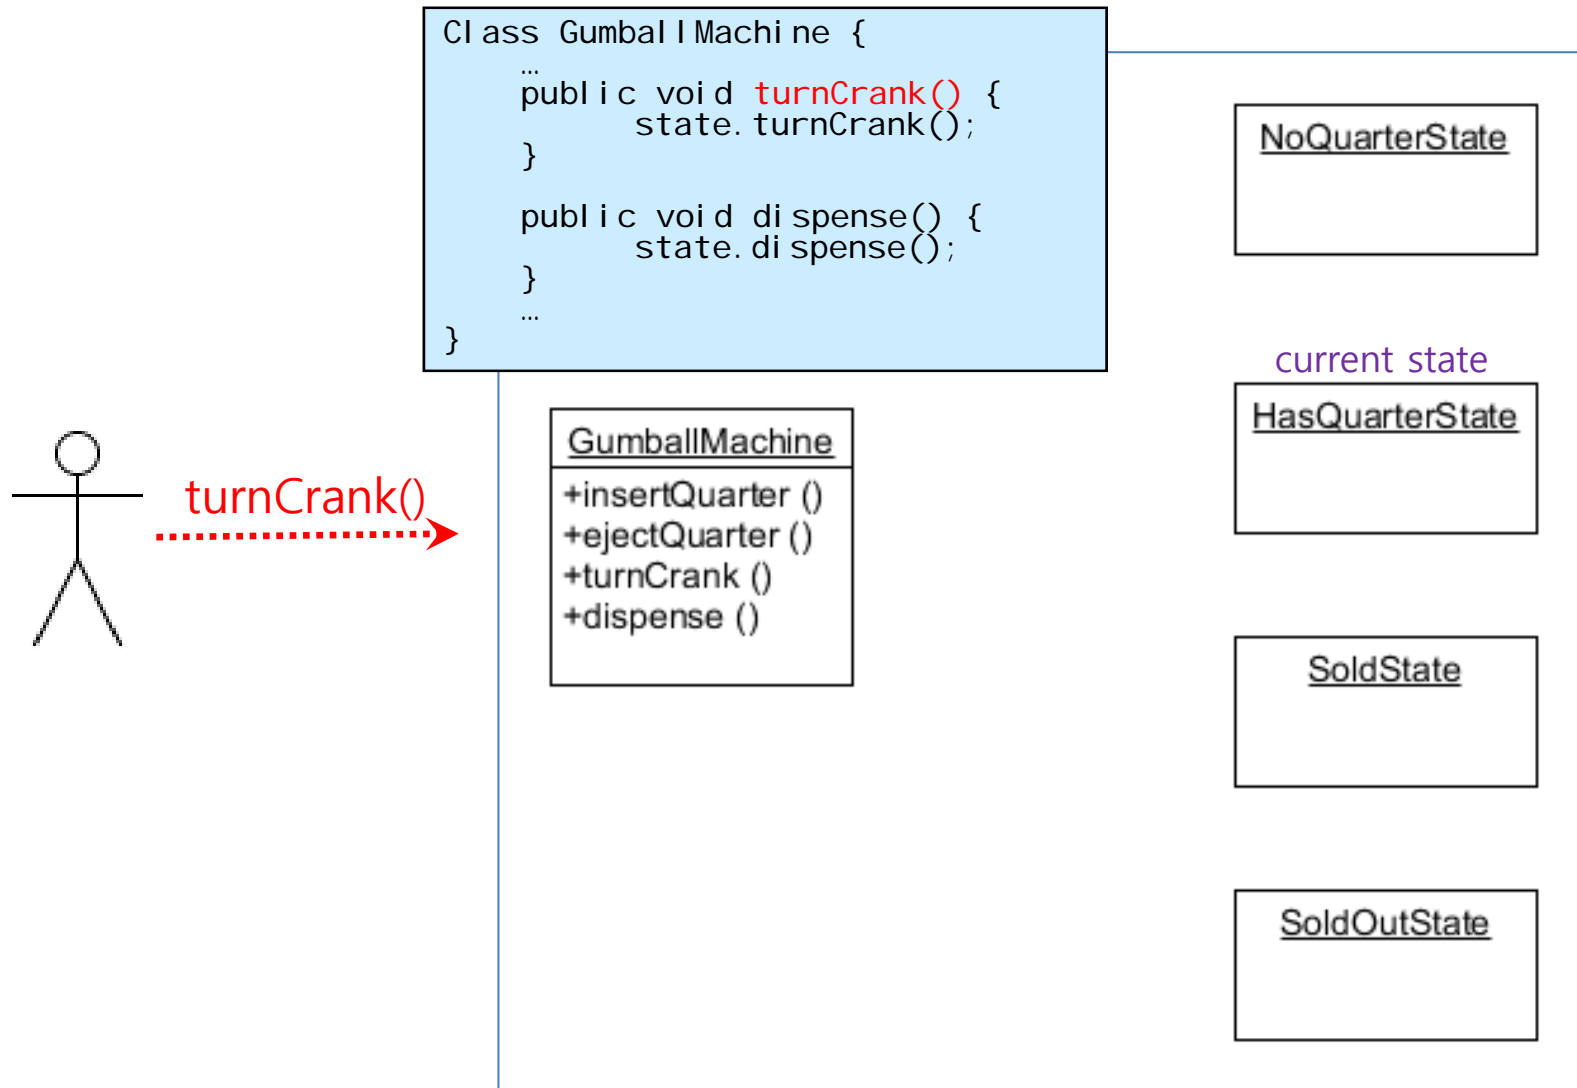 Class GumballMachine {
…
public void turnCrank() {
state.turnCrank();
}
public void dispense() {
state.dispense();
}
…
}
NoQuarterState
current state
HasQuarterState
GumballMachine
+insertQuarter ()
+ejectQuarter ()
+turnCrank ()
+dispense ()
turnCrank()
SoldState
SoldOutState